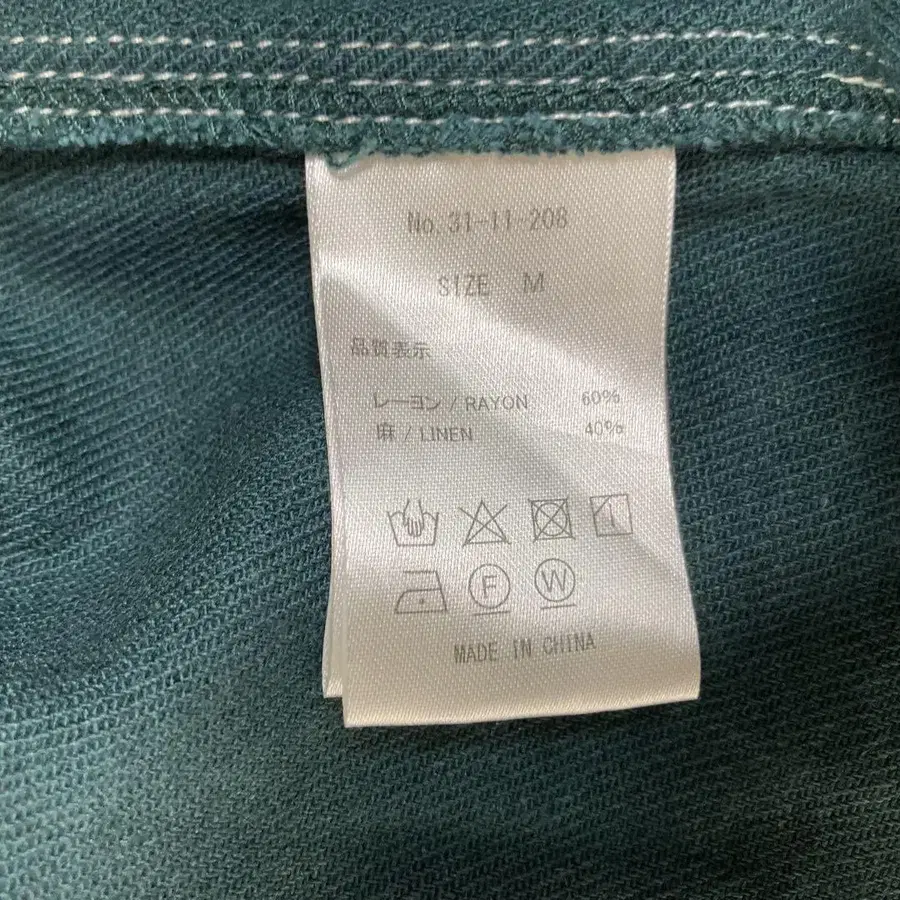 No.31-11-208
SIZE M
品質表示
レーヨン / RAYON 60%
麻 / LINEN 40%
F W
MADE IN CHINA